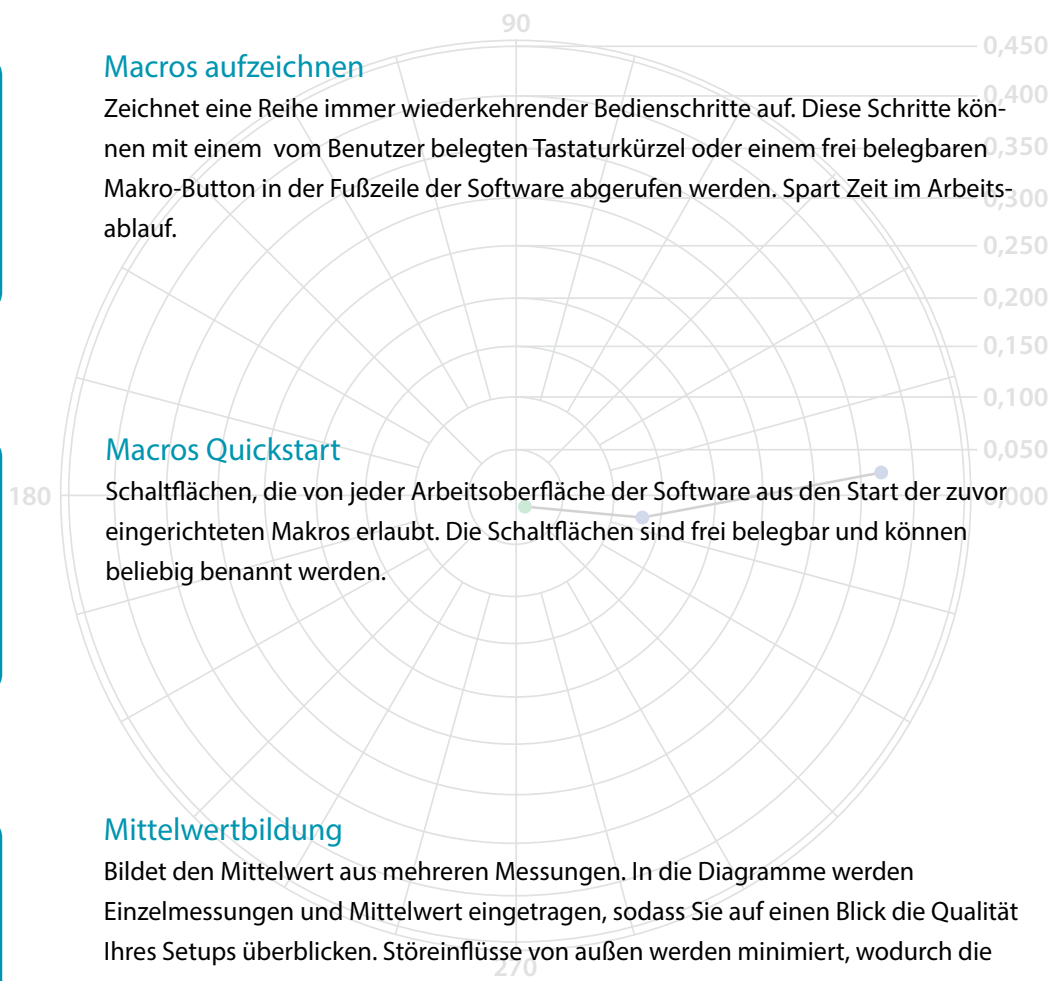 90
0,450
Macros aufzeichnen
0,400
Zeichnet eine Reihe immer wiederkehrender Bedienschritte auf. Diese Schritte kön-
0,350
nen mit einem  vom Benutzer belegten Tastaturkürzel oder einem frei belegbaren
0,300
Makro-Button in der Fußzeile der Software abgerufen werden. Spart Zeit im Arbeits-
ablauf.
0,250
0,200
0,150
0,100
0,050
Macros Quickstart
180
0,000
Schaltflächen, die von jeder Arbeitsoberfläche der Software aus den Start der zuvor
eingerichteten Makros erlaubt. Die Schaltflächen sind frei belegbar und können
beliebig benannt werden.
Mittelwertbildung
Bildet den Mittelwert aus mehreren Messungen. In die Diagramme werden
Einzelmessungen und Mittelwert eingetragen, sodass Sie auf einen Blick die Qualität
Ihres Setups überblicken. Störeinflüsse von außen werden minimiert, wodurch die
270